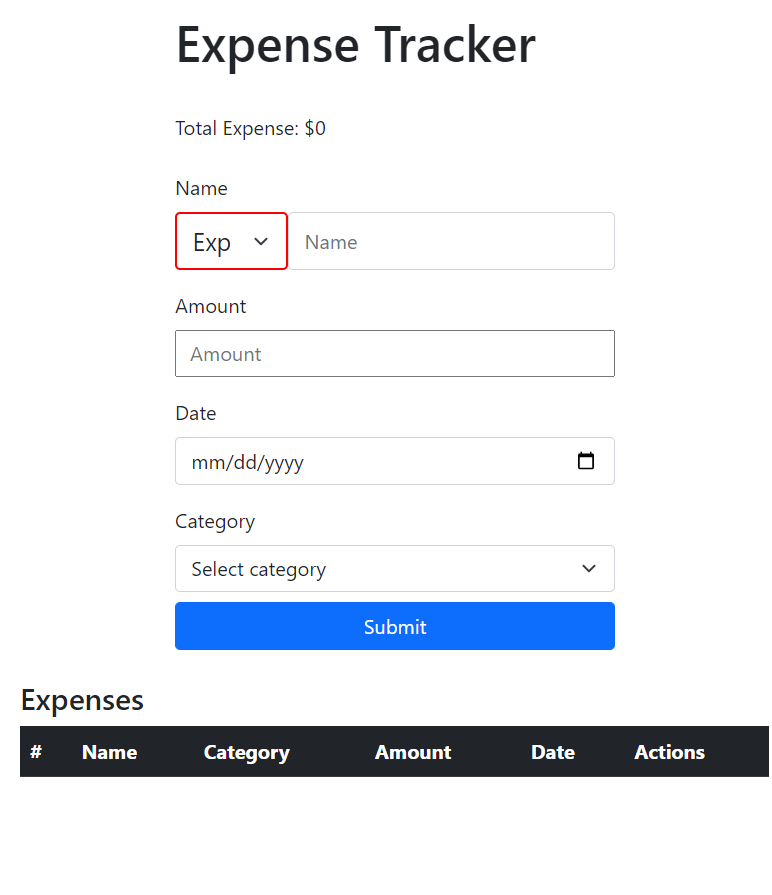 Expense Tracker
Total Expense: $0
Name
Exp Name
Amount
Amount
Date
mm/dd/yyyy
Category
Select category
Submit
Expenses
# Name Category Amount Date Actions